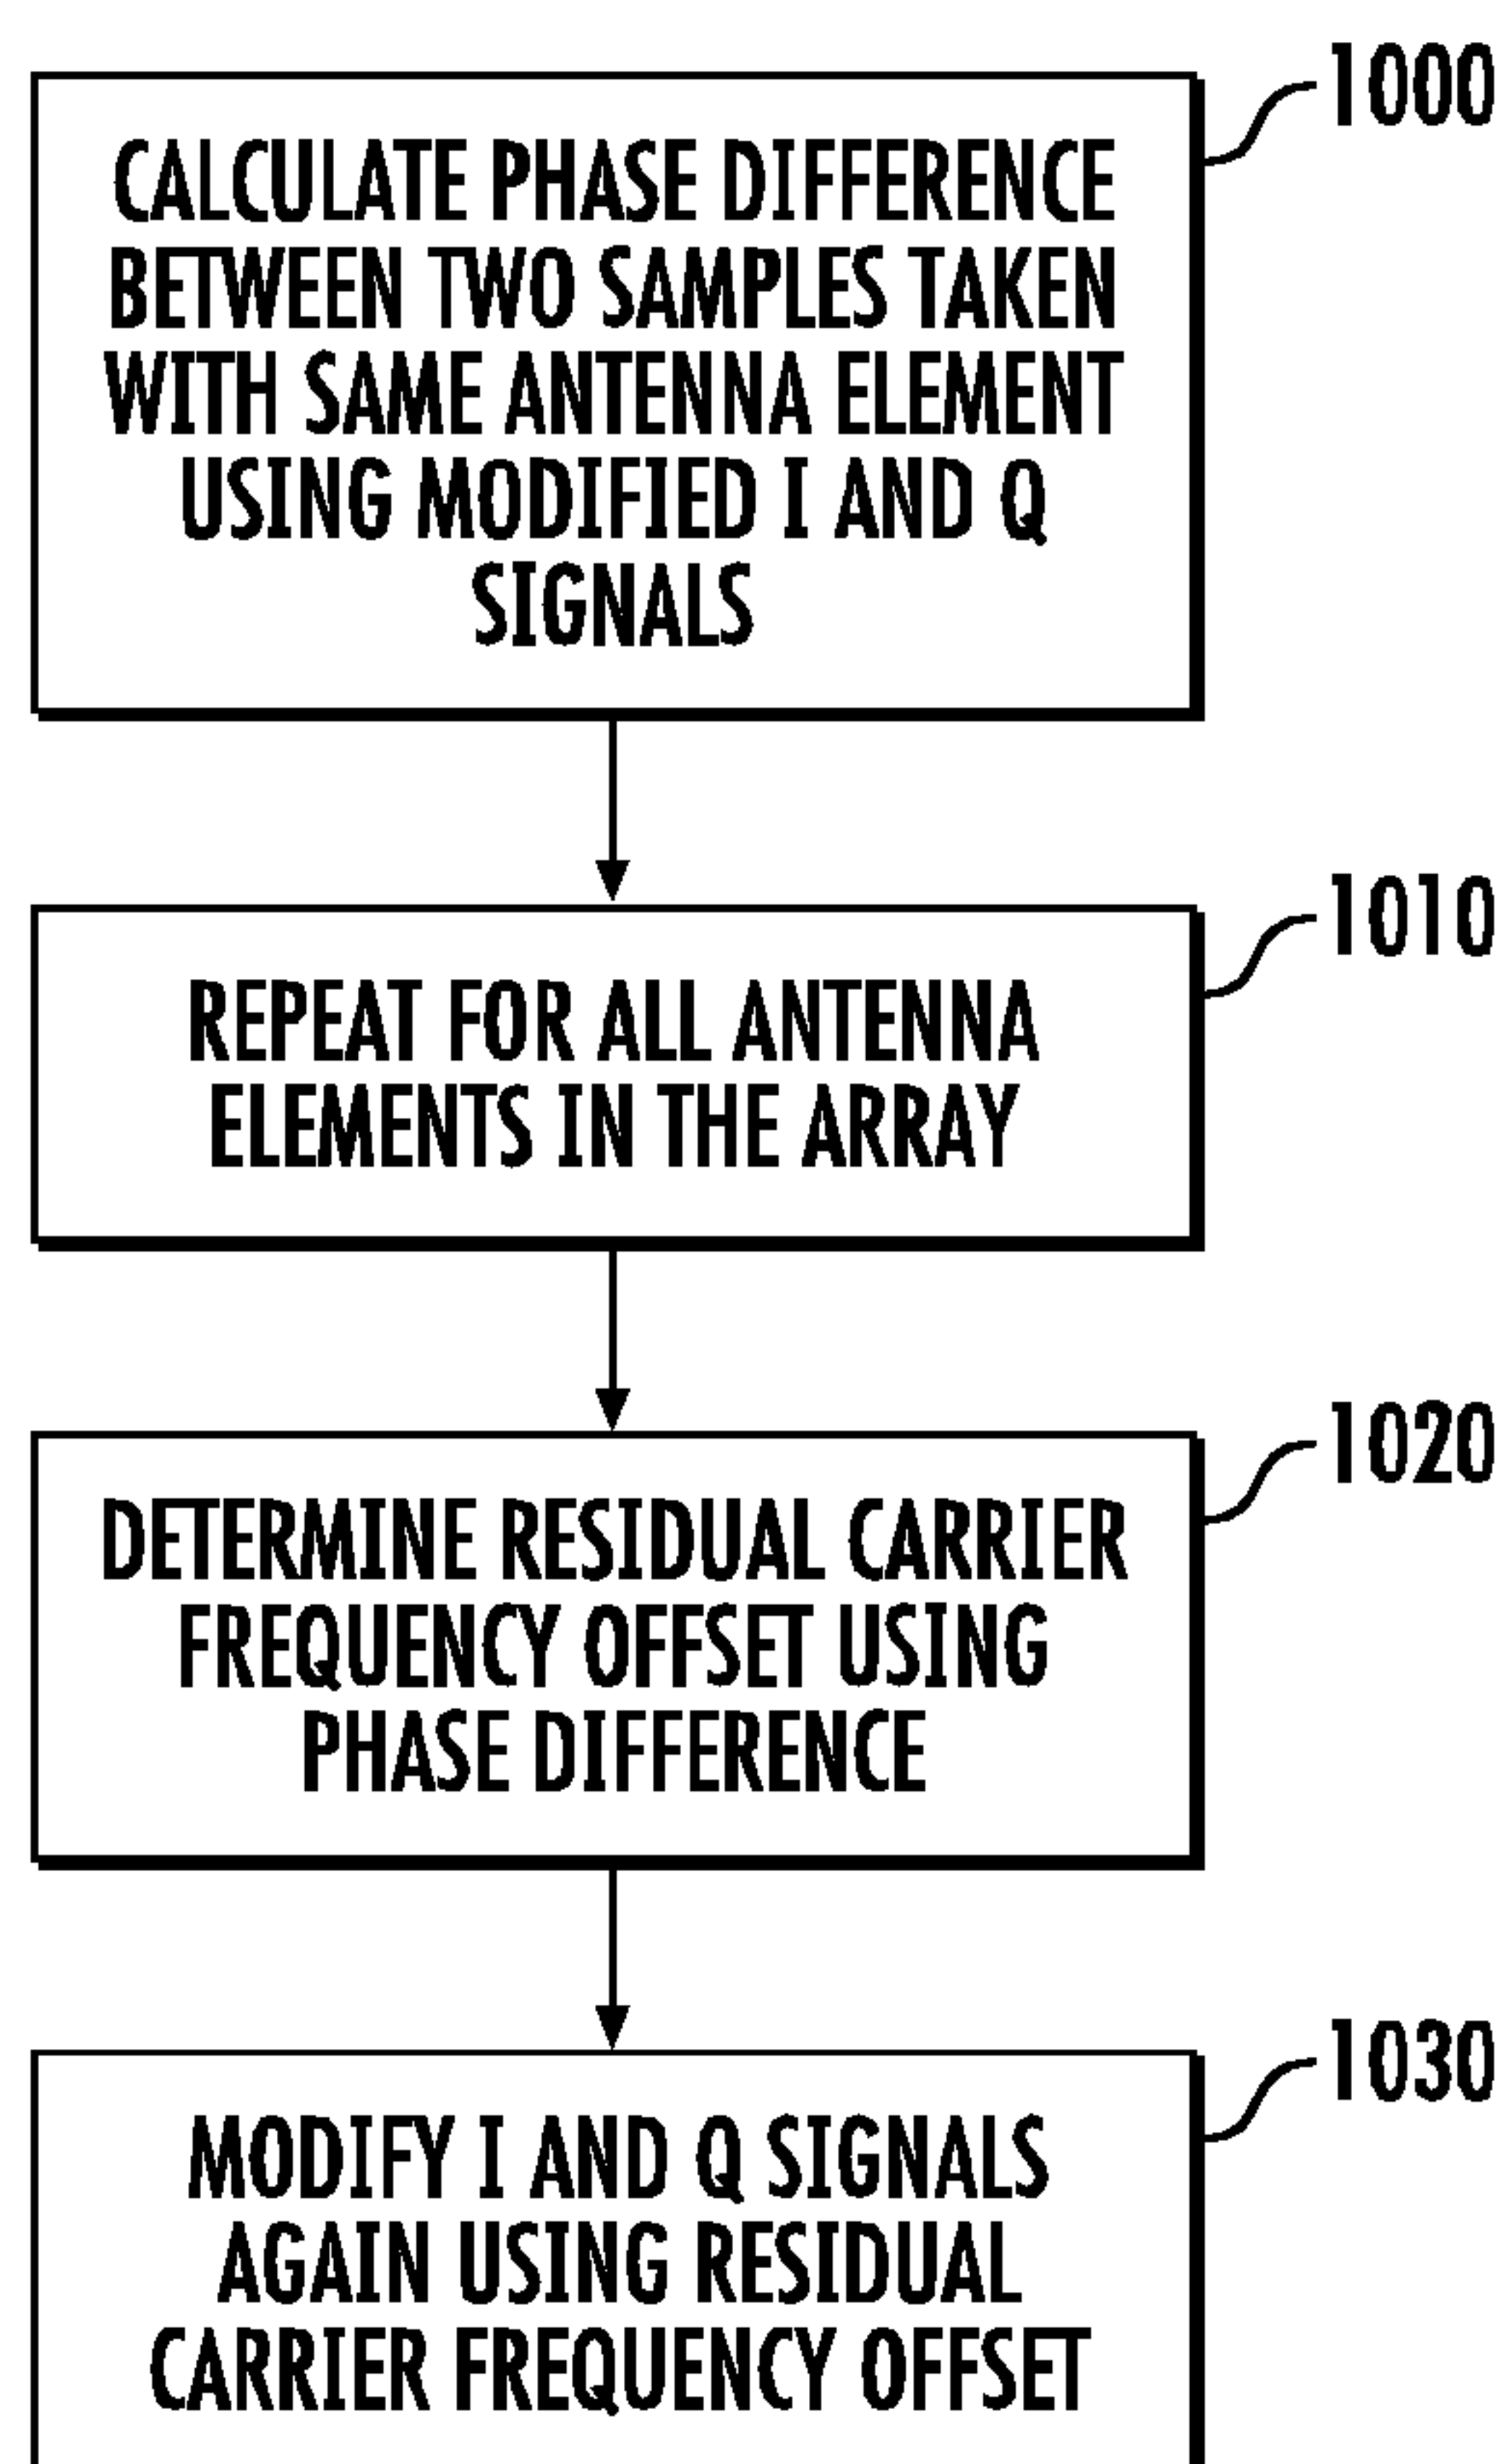 1000
CALCULATE PHASE DIFFERENCE
BETWEEN TWO SAMPLES TAKEN
WITH SAME ANTENNA ELEMENT
USING MODIFIED I AND Q
SIGNALS
1010
REPEAT FOR ALL ANTENNA
ELEMENTS IN THE ARRAY
1020
DETERMINE RESIDUAL CARRIER
FREQUENCY OFFSET USING
PHASE DIFFERENCE
1030
MODIFY I AND Q SIGNALS
AGAIN USING RESIDUAL
CARRIER FREQUENCY OFFSET